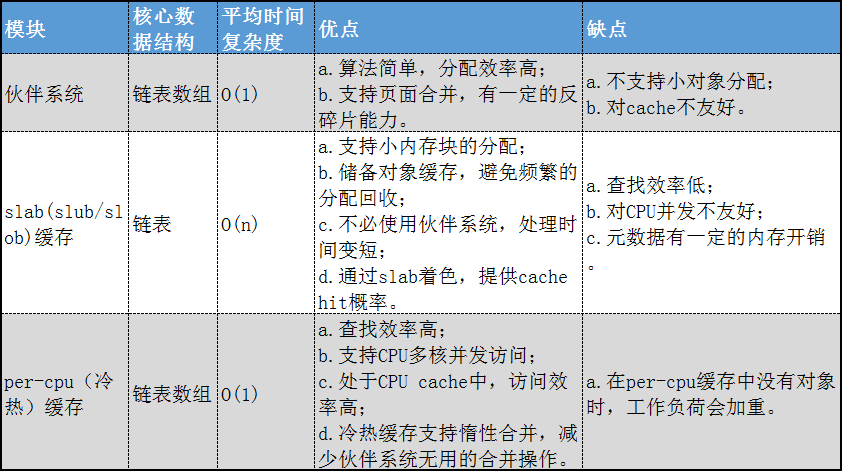 模块
核心数
据结构
平均时间
复杂度
优点
缺点
伙伴系统
链表数组
O(1)
a.算法简单，分配效率高；
b.支持页面合并，有一定的反
碎片能力。
a.不支持小对象分配；
b.对cache不友好。
slab(slub/sl
ob)缓存
链表
O(n)
a.支持小内存块的分配；
b.储备对象缓存，避免频繁的
分配回收；
c.不必使用伙伴系统，处理时
间变短；
d.通过slab着色，提供cache
hit概率。
a.查找效率低；
b.对CPU并发不友好；
c.元数据有一定的内存开销
。
per-cpu（冷
热）缓存
链表数组
O(1)
a.查找效率高；
b.支持CPU多核并发访问；
c.处于CPU cache中，访问效
率高；
d.冷热缓存支持惰性合并，减
少伙伴系统无用的合并操作。
a.在per-cpu缓存中没有对象
时，工作负荷会加重。